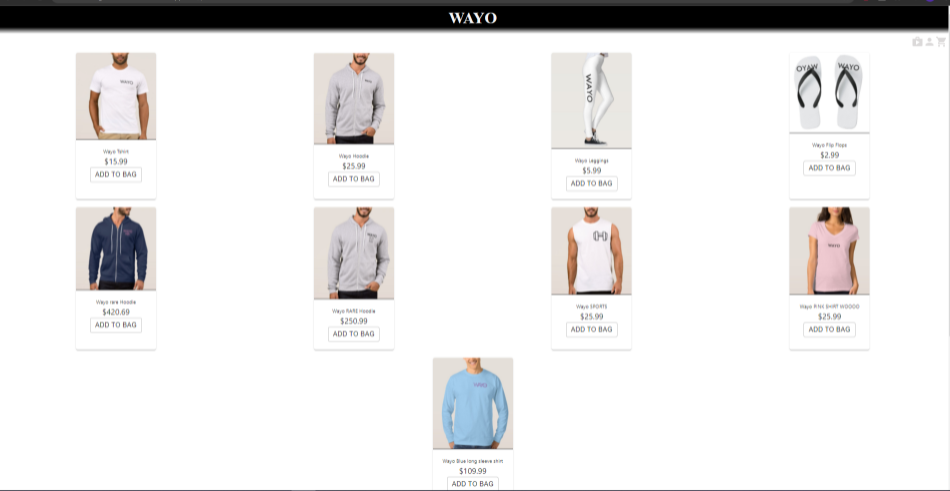 WAYO
WAYO
Wayo Tshirt
$15.99
ADD TO BAG
WAYO
Wayo Hoodie
$25.99
ADD TO BAG
WAYO
Wayo Leggings
$5.99
ADD TO BAG
WAYO WAYO
Wayo Flip Flops
$2.99
ADD TO BAG
Wayo rare Hoodie
$420.69
ADD TO BAG
WAYO
Wayo RARE Hoodie
$250.99
ADD TO BAG
Wayo SPORTS
$25.99
ADD TO BAG
WAYO
Wayo PINK SHIRT WOOOO
$25.99
ADD TO BAG
WAYO
Wayo Blue long sleeve shirt
$109.99
ADD TO BAG